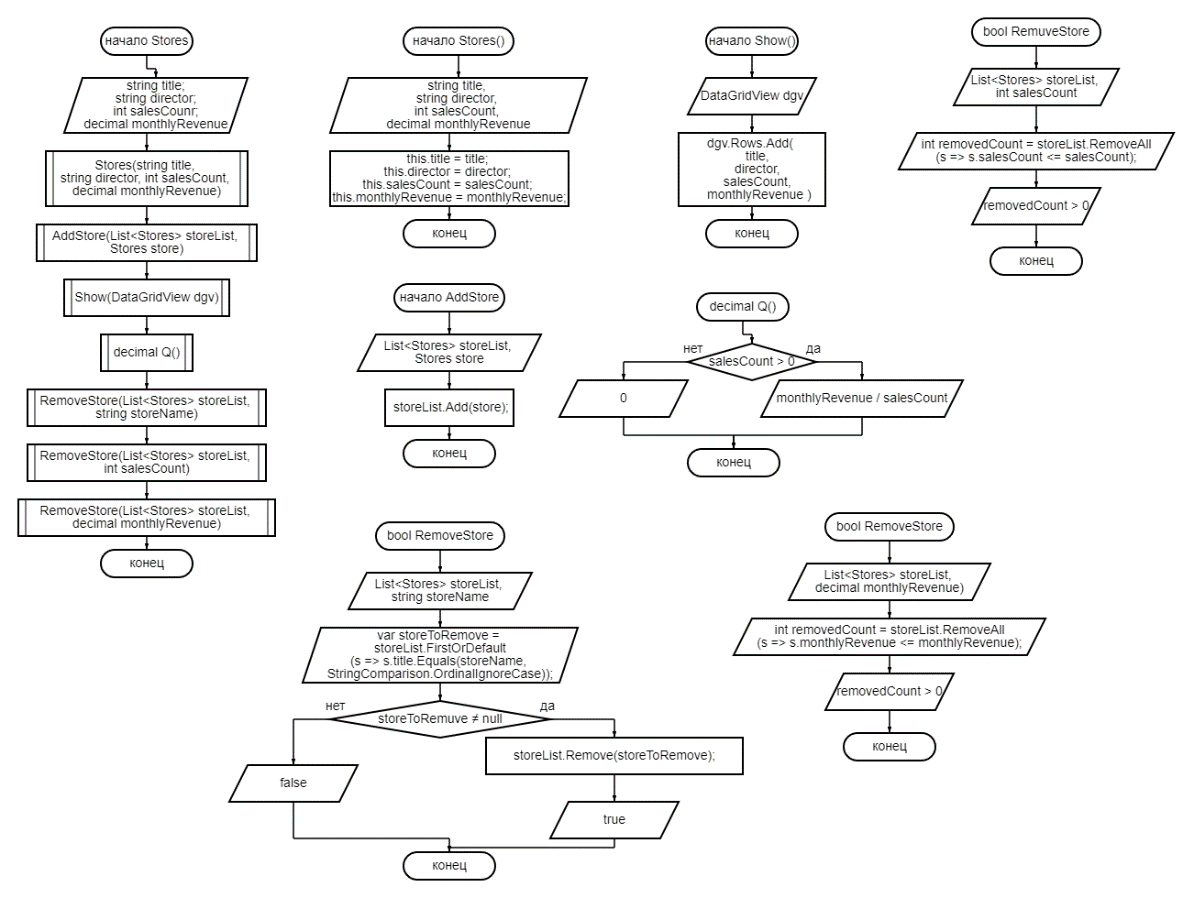 начало Stores
string title;
string director;
int salesCounr;
decimal monthlyRevenue
Stores(string title,
string director, int salesCount,
decimal monthlyRevenue)
AddStore(List<Stores> storeList,
Stores store)
Show(DataGridView dgv)
decimal Q()
RemoveStore(List<Stores> storeList,
string storeName)
RemoveStore(List<Stores> storeList,
int salesCount)
RemoveStore(List<Stores> storeList,
decimal monthlyRevenue)
конец
начало Stores()
string title,
string director,
int salesCount,
decimal monthlyRevenue
this.title = title;
this.director = director;
this.salesCount = salesCount;
this.monthlyRevenue = monthlyRevenue;
конец
начало Show()
DataGridView dgv
dgv.Rows.Add(
title,
director,
salesCount,
monthlyRevenue )
конец
bool RemuveStore
List<Stores> storeList,
int salesCount
int removedCount = storeList.RemoveAll
(s => s.salesCount <= salesCount);
removedCount > 0
конец
начало AddStore
List<Stores> storeList,
Stores store
storeList.Add(store);
конец
decimal Q()
нет
salesCount > 0
да
0
monthlyRevenue / salesCount
конец
bool RemoveStore
List<Stores> storeList,
string storeName
var storeToRemove =
storeList.FirstOrDefault
(s => s.title.Equals(storeName,
StringComparison.OrdinalIgnoreCase));
нет
storeToRemuve ≠ null
да
storeList.Remove(storeToRemove);
false
true
конец
bool RemoveStore
List<Stores> storeList,
decimal monthlyRevenue)
int removedCount = storeList.RemoveAll
(s => s.monthlyRevenue <= monthlyRevenue);
removedCount > 0
конец